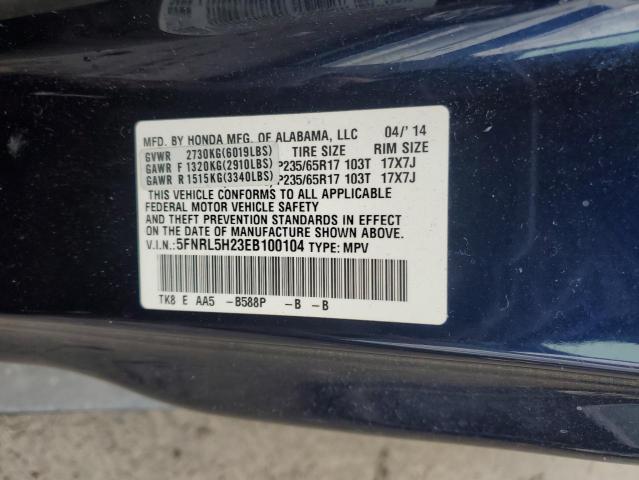 MFD. BY HONDA MFG. OF ALABAMA, LLC 04/'14
GVWR 2730KG(6019LBS) TIRE SIZE RIM SIZE
GAWR F 1320KG(2910LBS) P235/65R17 103T 17X7J
GAWR R 1515KG(3340LBS) P235/65R17 103T 17X7J
THIS VEHICLE CONFORMS TO ALL APPLICABLE
FEDERAL MOTOR VEHICLE SAFETY
AND THEFT PREVENTION STANDARDS IN EFFECT
ON THE DATE OF MANUFACTURE SHOWN ABOVE.
V.I.N.:5FNRL5H23EB100104 TYPE: MPV
TK8 E AA5 -B588P -B -B